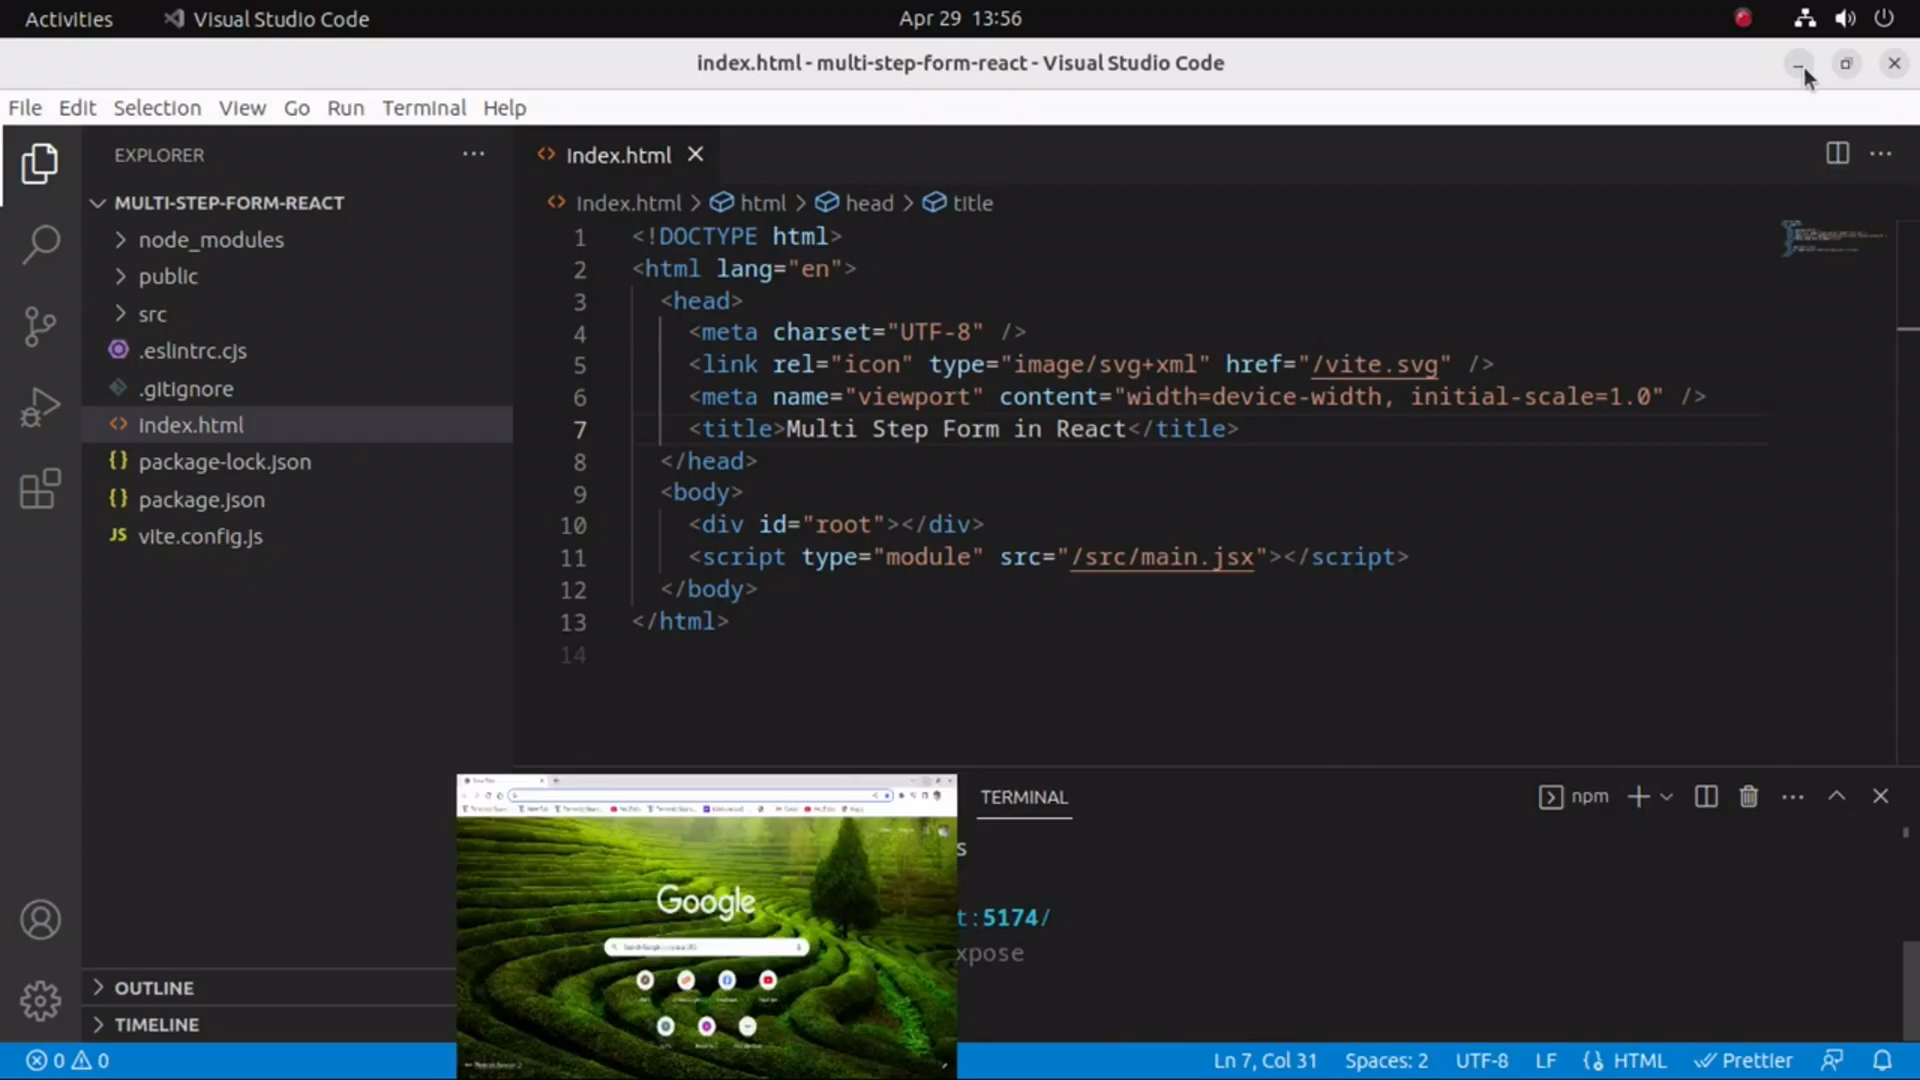 Activities
Visual Studio Code
Apr 29 13:56
index.html - multi-step-form-react - Visual Studio Code
File Edit Selection View Go Run Terminal Help
EXPLORER
MULTI-STEP-FORM-REACT
node_modules
public
src
.eslintrc.cjs
.gitignore
index.html
package-lock.json
package.json
vite.config.js
OUTLINE
TIMELINE
index.html
index.html > html > head > title
1 <!DOCTYPE html>
2 <html lang="en">
3 <head>
4 <meta charset="UTF-8" />
5 <link rel="icon" type="image/svg+xml" href="/vite.svg" />
6 <meta name="viewport" content="width=device-width, initial-scale=1.0" />
7 <title>Multi Step Form in React</title>
8 </head>
9 <body>
10 <div id="root"></div>
11 <script type="module" src="/src/main.jsx"></script>
12 </body>
13 </html>
14
TERMINAL
npm
s
t:5174/
xpose
Google
0 0
Ln 7, Col 31 Spaces: 2 UTF-8 LF HTML Prettier